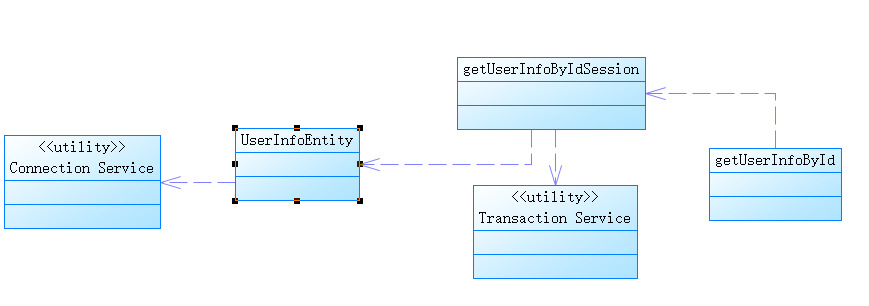 getUserInfoByIdSession
<<utility>>
Connection Service
UserInfoEntity
getUserInfoById
<<utility>>
Transaction Service